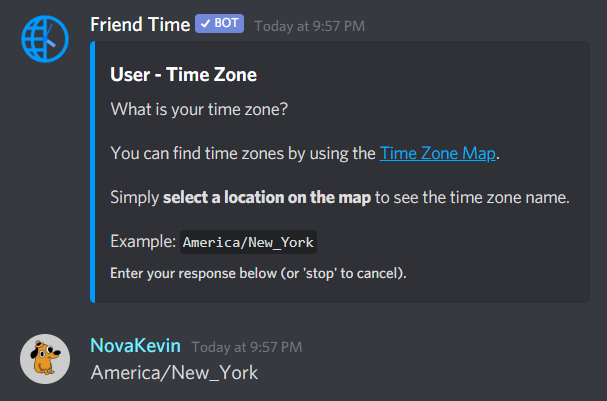 Friend Time ✓ BOT Today at 9:57 PM
User - Time Zone
What is your time zone?
You can find time zones by using the Time Zone Map.
Simply select a location on the map to see the time zone name.
Example: America/New_York
Enter your response below (or 'stop' to cancel).
NovaKevin Today at 9:57 PM
America/New_York